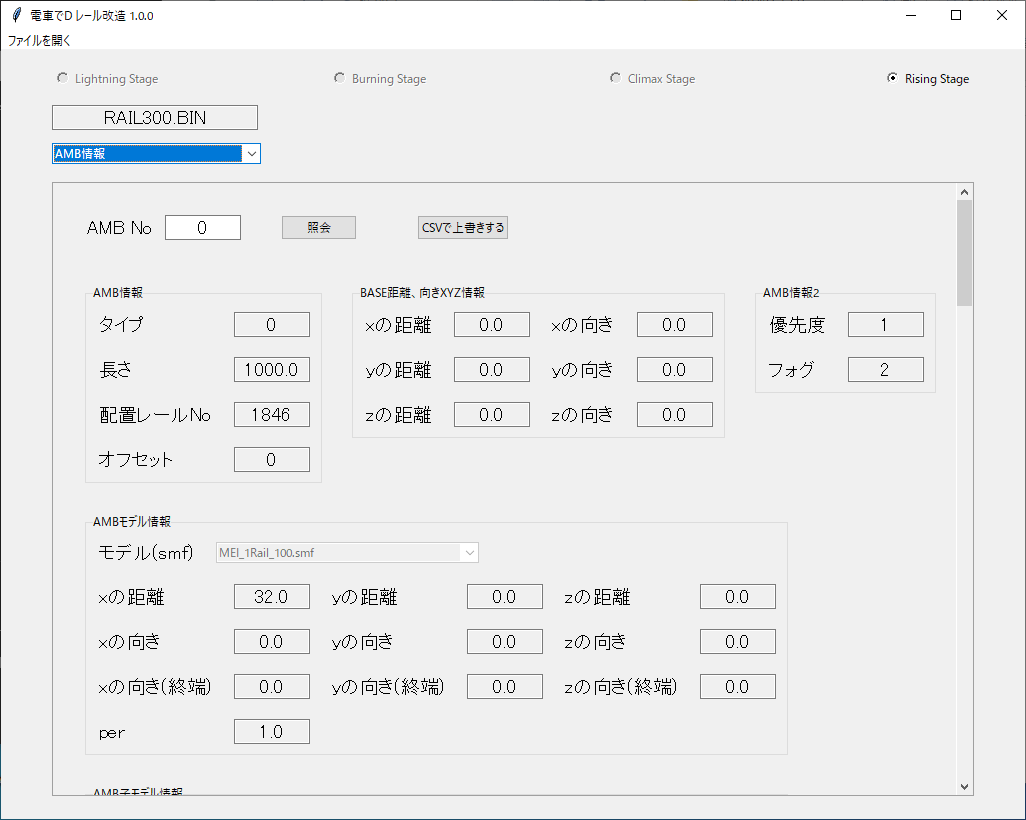 電車でDレール改造 1.0.0
ファイルを開く
Lightning Stage Burning Stage Climax Stage Rising Stage
RAIL300.BIN
AMB情報
AMB No 0 照会 CSVで上書きする
AMB情報 BASE距離、向きXYZ情報 AMB情報2
タイプ 0 xの距離 0.0 xの向き 0.0 優先度 1
長さ 1000.0 yの距離 0.0 yの向き 0.0 フォグ 2
配置レールNo 1846 zの距離 0.0 zの向き 0.0
オフセット 0
AMBモデル情報
モデル(smf) MEI_1Rail_100.smf
xの距離 32.0 yの距離 0.0 zの距離 0.0
xの向き 0.0 yの向き 0.0 zの向き 0.0
xの向き(終端) 0.0 yの向き(終端) 0.0 zの向き(終端) 0.0
per 1.0
AMB子モデル情報